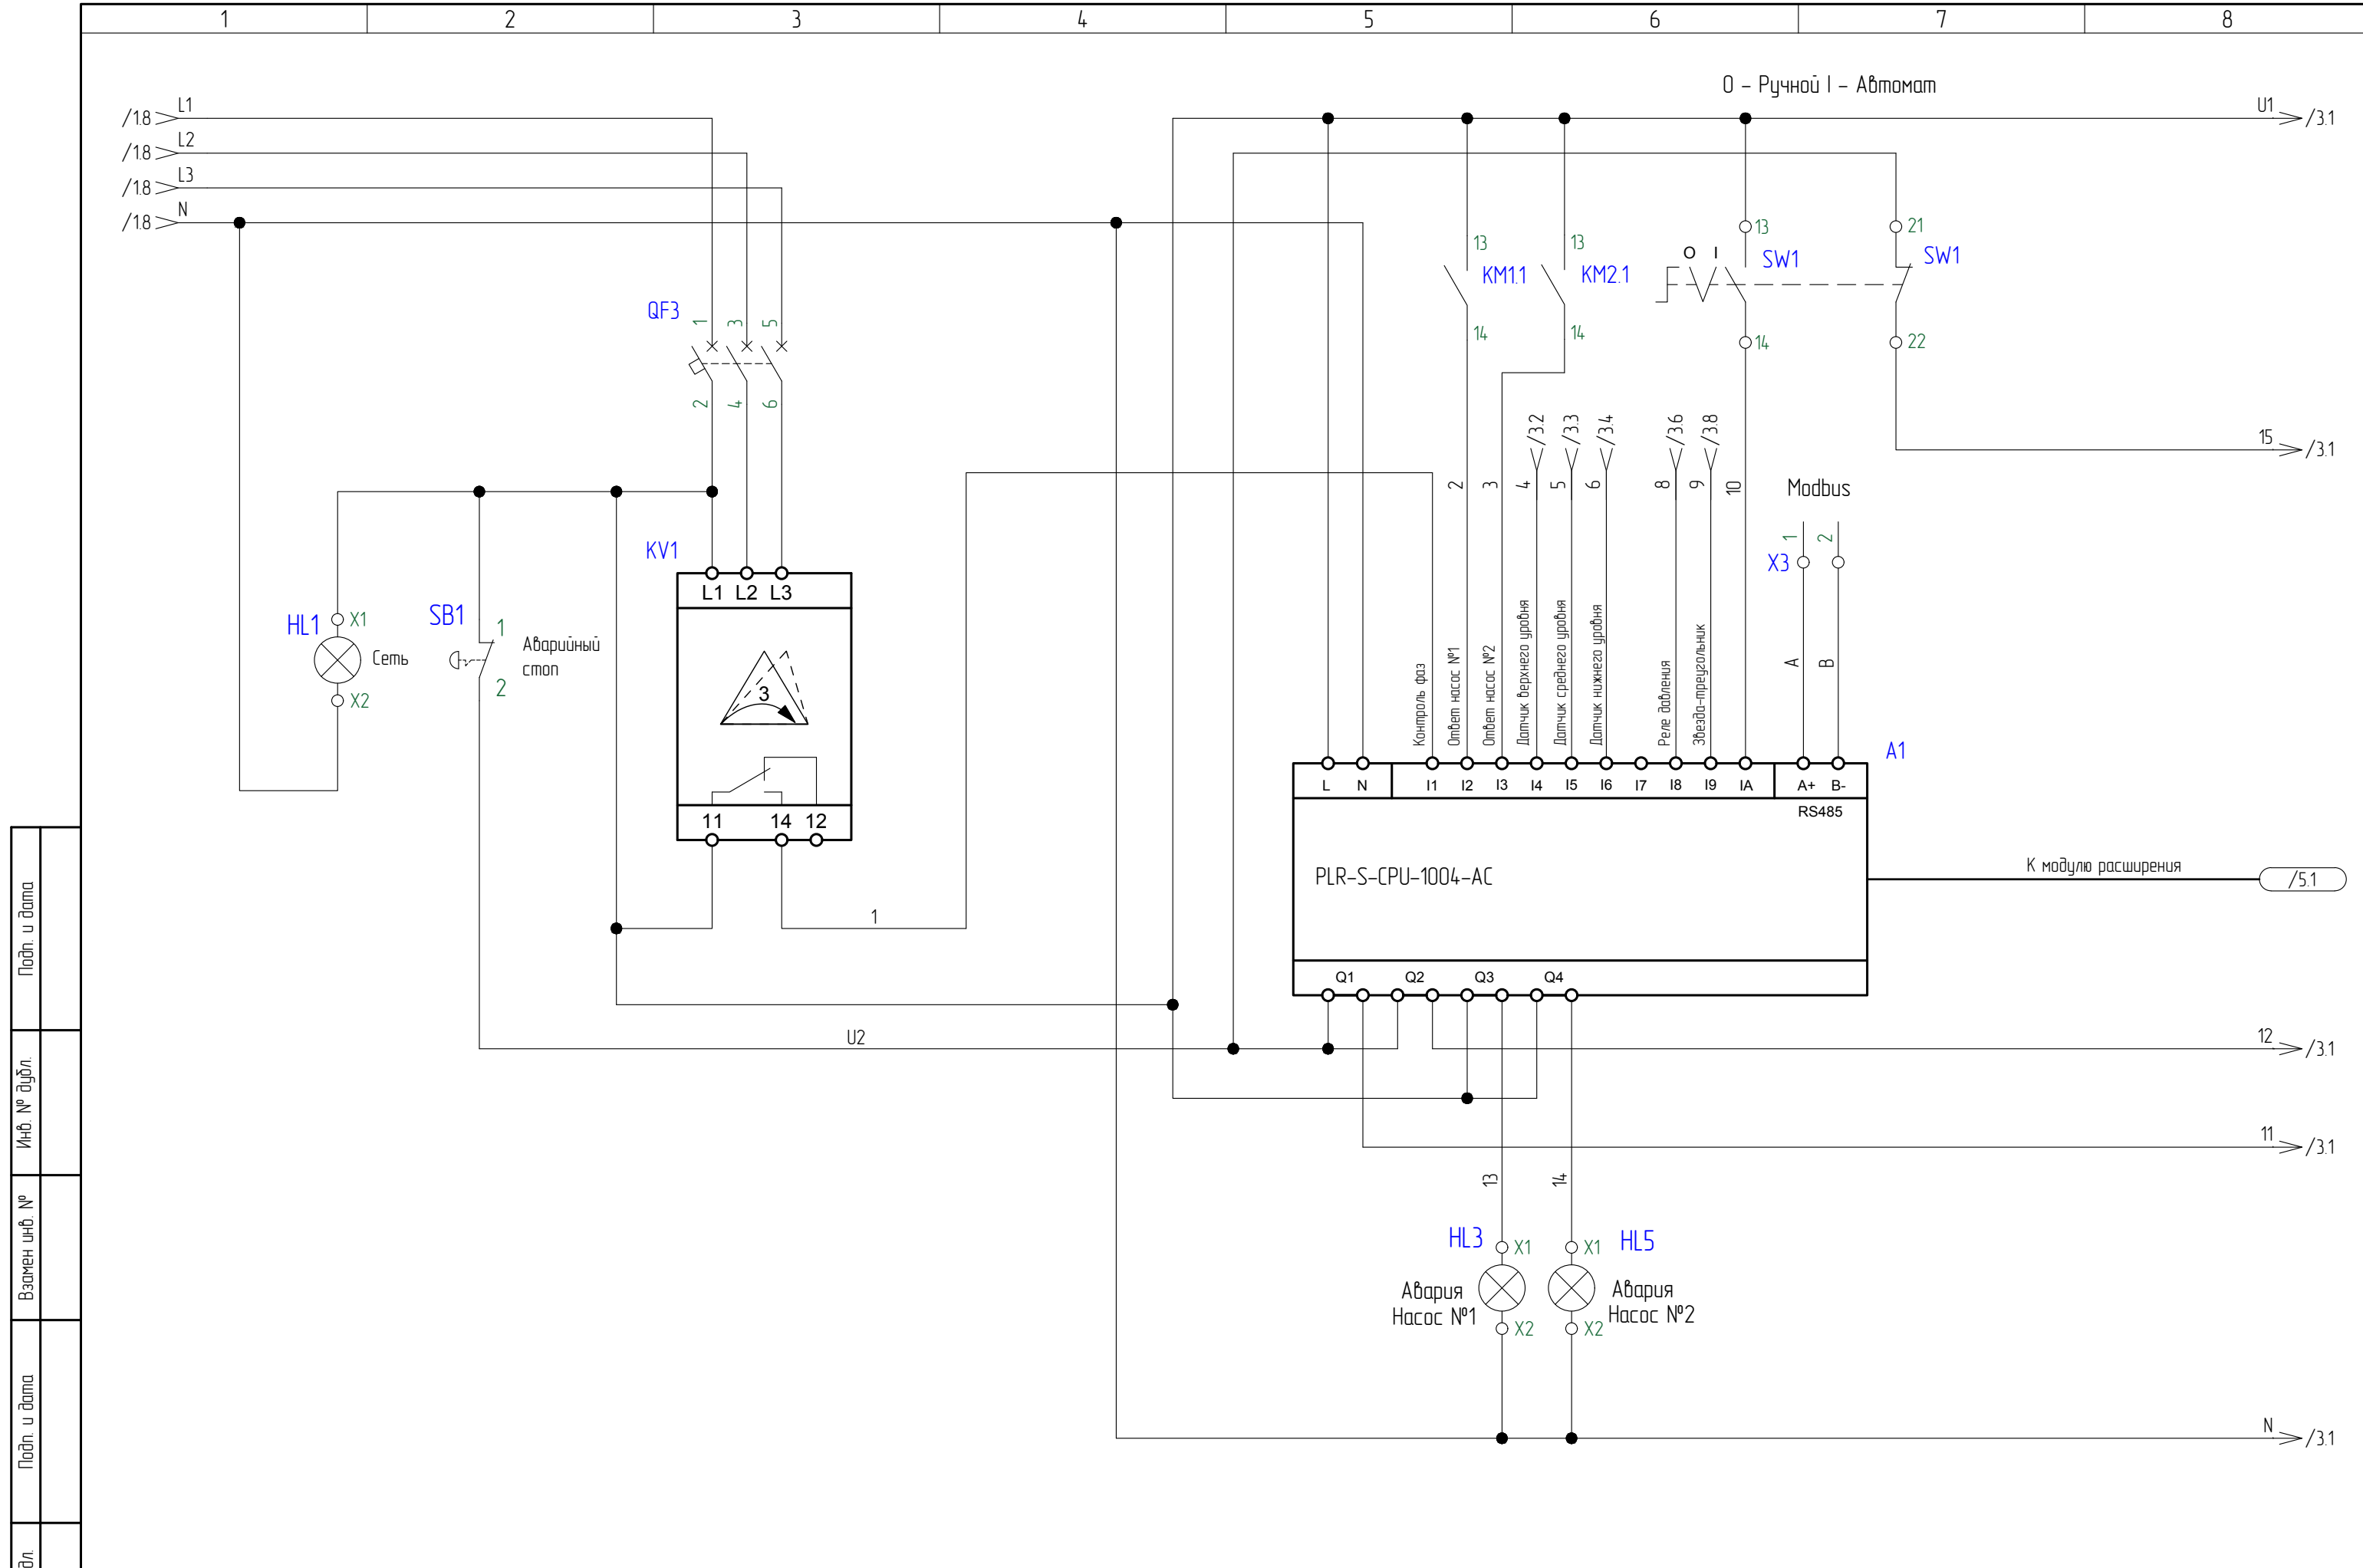 1 2 3 4 5 6 7 8
О - Ручной I - Автомат
/1.8 L1
/1.8 L2
/1.8 L3
/1.8 N
U1 /3.1
13 13 13 21
KM1.1 KM2.1 O I SW1 SW1
14 14 14 22
QF3
1 3 5
2 4 6
/3.2 /3.3 /3.4 /3.6 /3.8
15 /3.1
2 3 4 5 6 8 9 10
Modbus
1 2
X3
A B
KV1
L1 L2 L3
3
11 14 12
HL1
X1
Сеть
X2
SB1
1
Аварийный
стоп
2
Контроль фаз
Ответ насос №1
Ответ насос №2
Датчик верхнего уровня
Датчик среднего уровня
Датчик нижнего уровня
Реле давления
Звезда-треугольник
A1
L N I1 I2 I3 I4 I5 I6 I7 I8 I9 IA A+ B-
RS485
PLR-S-CPU-1004-AC
К модулю расширения
/5.1
1
Q1 Q2 Q3 Q4
U2
12 /3.1
11 /3.1
13 14
HL3 X1 X1 HL5
Авария
Насос №1
X2
Авария
Насос №2
X2
N /3.1
Подп. и дата
Инв. № дубл.
Взамен инв. №
Подп. и дата